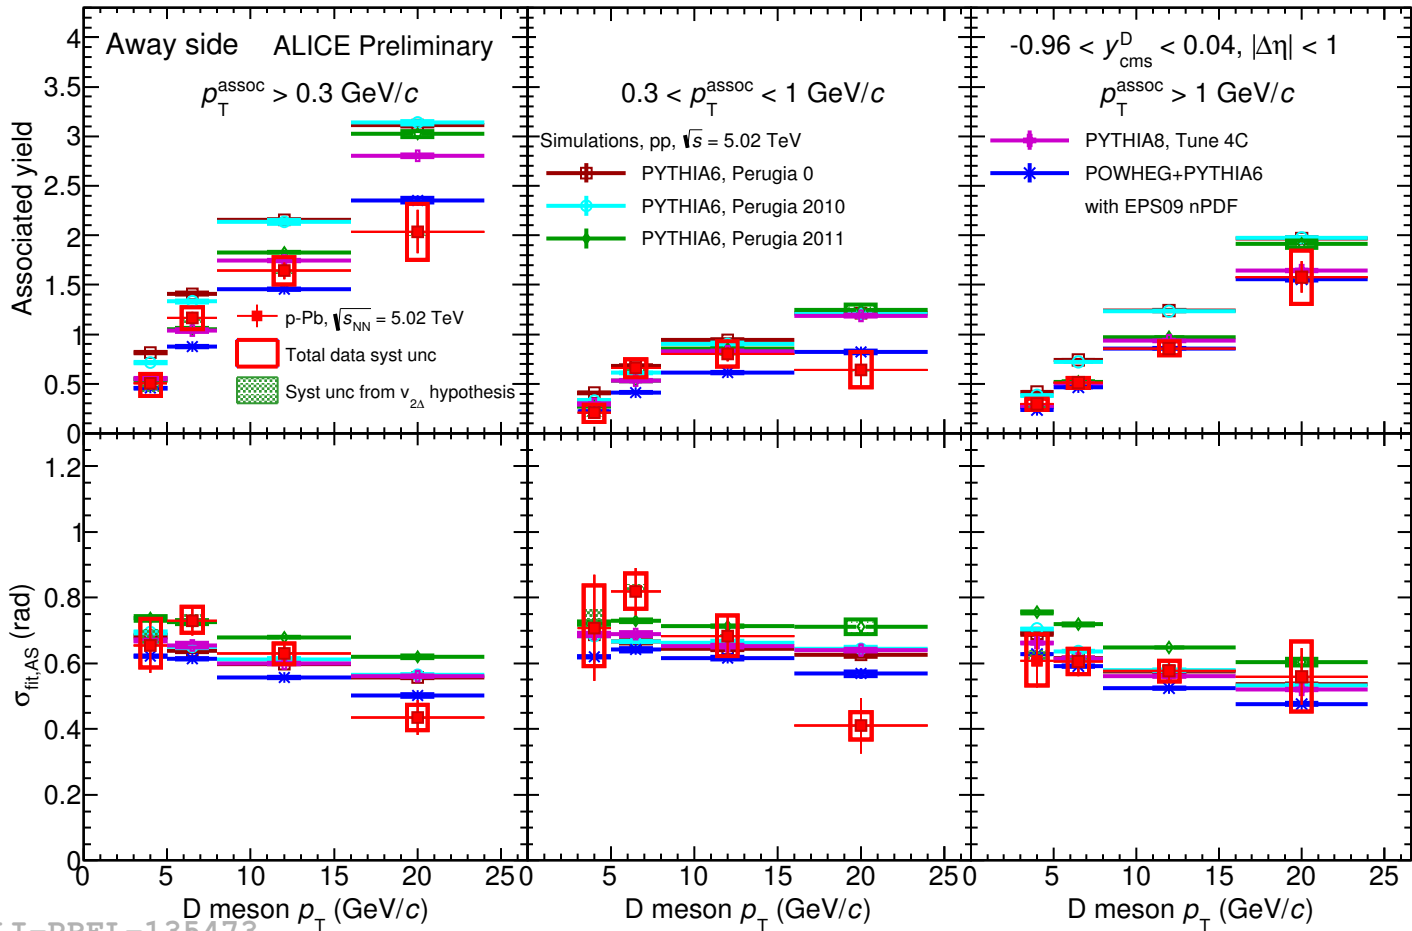 Away side ALICE Preliminary
-0.96 < y^D_cms < 0.04, |Δη| < 1
p_T^assoc > 0.3 GeV/c
0.3 < p_T^assoc < 1 GeV/c
p_T^assoc > 1 GeV/c
Simulations, pp, √s = 5.02 TeV
PYTHIA6, Perugia 0
PYTHIA6, Perugia 2010
PYTHIA6, Perugia 2011
PYTHIA8, Tune 4C
POWHEG+PYTHIA6
with EPS09 nPDF
p-Pb, √s_NN = 5.02 TeV
Total data syst unc
Syst unc from v_2Δ hypothesis
Associated yield
4
3.5
3
2.5
2
1.5
1
0.5
0
σ_fit,AS (rad)
1.2
1
0.8
0.6
0.4
0.2
0
0 5 10 15 20 25 0 5 10 15 20 25 0 5 10 15 20 25
D meson p_T (GeV/c) D meson p_T (GeV/c) D meson p_T (GeV/c)